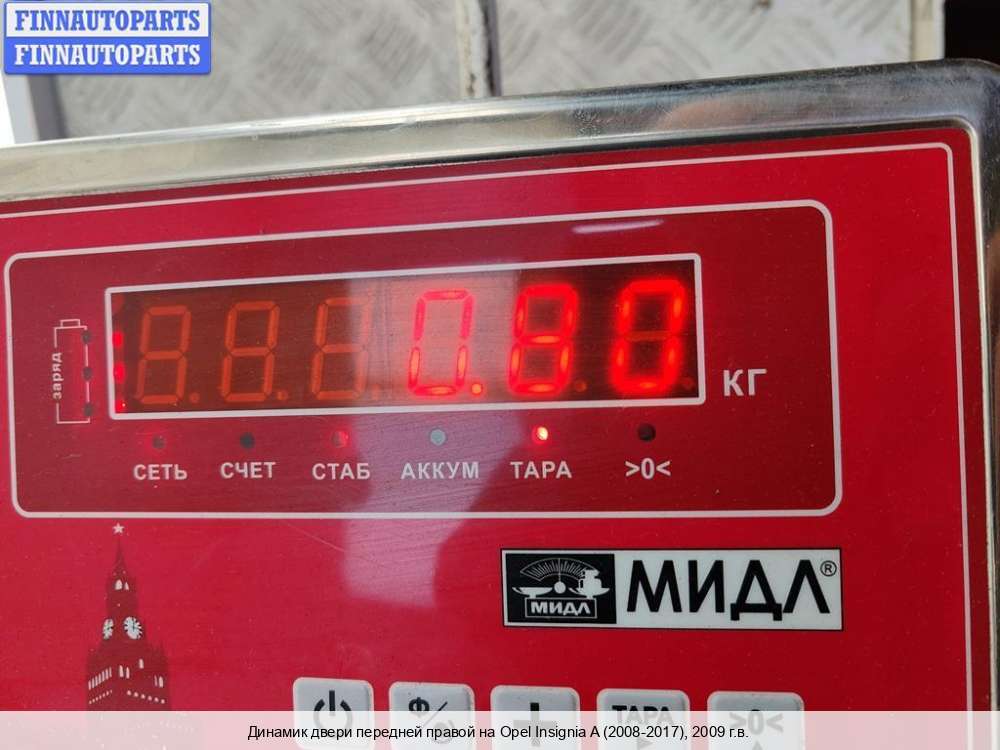 FINNAUTOPARTS
FINNAUTOPARTS
заряд
0.80
КГ
СЕТЬ СЧЕТ СТАБ АККУМ ТАРА >0<
МИДЛ МИДЛ®
Ф/ + ТАРА >0<
Динамик двери передней правой на Opel Insignia A (2008-2017), 2009 г.в.